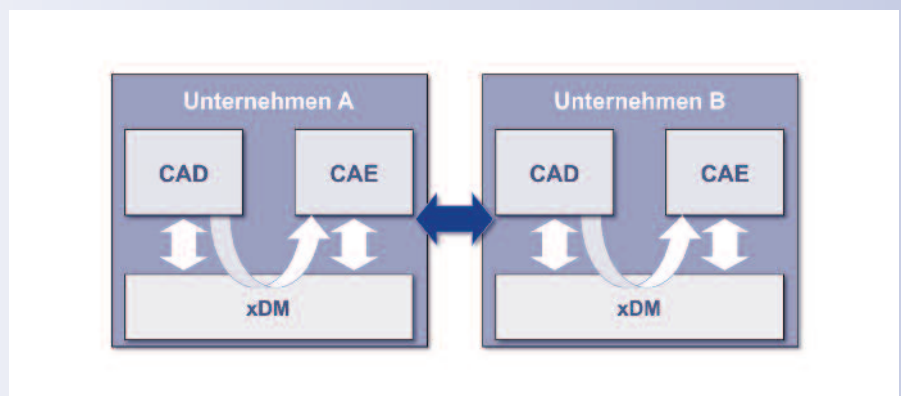 Unternehmen A
CAD
CAE
xDM
Unternehmen B
CAD
CAE
xDM